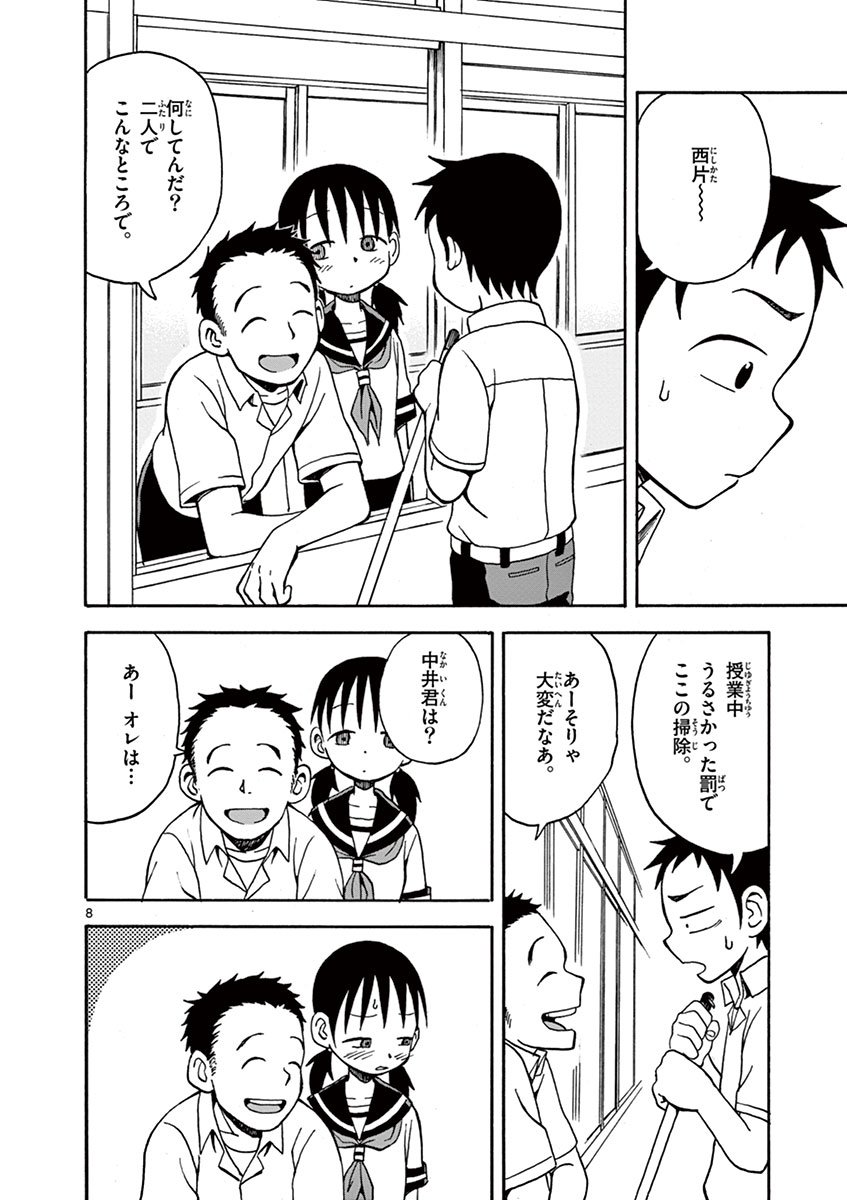 西片～～
何してんだ？
二人で
こんなところで。
授業中
うるさかった罰で
ここの掃除。
あーそりゃ
大変だなあ。
中井君は？
あー オレは…
8